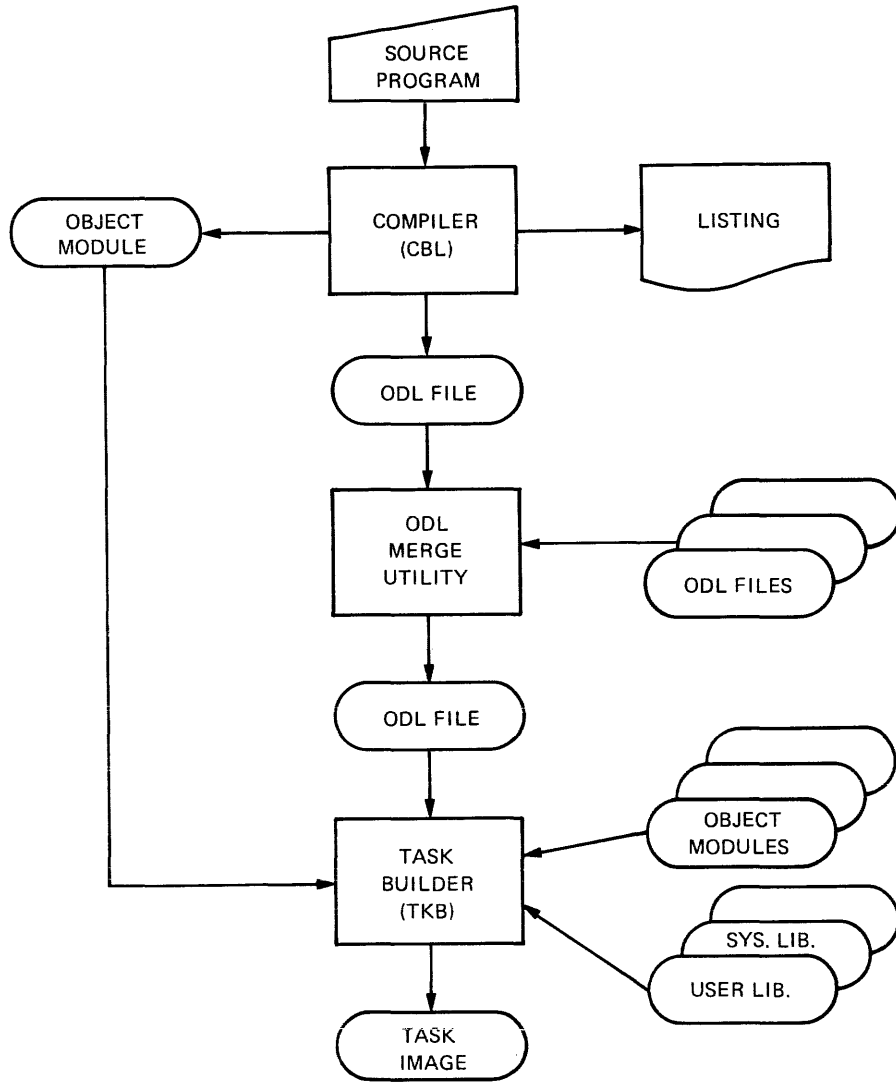 SOURCE
PROGRAM
OBJECT
MODULE
COMPILER
(CBL)
LISTING
ODL FILE
ODL
MERGE
UTILITY
ODL FILES
ODL FILE
OBJECT
MODULES
TASK
BUILDER
(TKB)
SYS. LIB.
USER LIB.
TASK
IMAGE